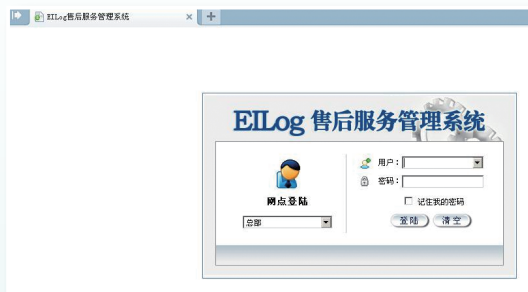 EILog售后服务管理系统
EILog 售后服务管理系统
网点登陆
总部
用户：
密码：
记住我的密码
登陆 清空